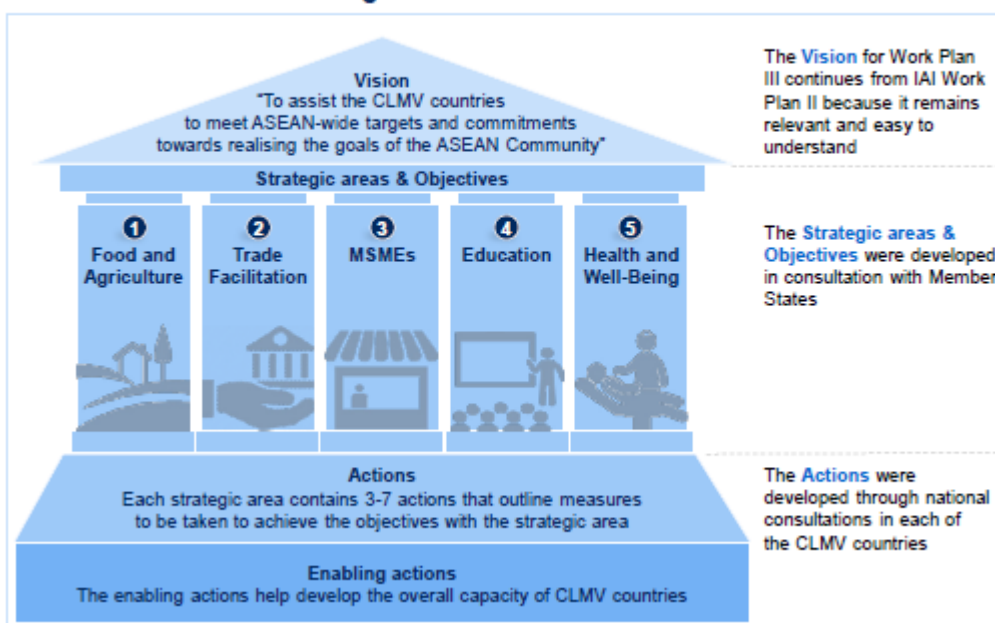 Vision
"To assist the CLMV countries
to meet ASEAN-wide targets and commitments
towards realising the goals of the ASEAN Community"
The Vision for Work Plan
III continues from IAI Work
Plan II because it remains
relevant and easy to
understand
Strategic areas & Objectives
1
Food and
Agriculture
2
Trade
Facilitation
3
MSMEs
4
Education
5
Health and
Well-Being
The Strategic areas &
Objectives were developed
in consultation with Member
States
Actions
Each strategic area contains 3-7 actions that outline measures
to be taken to achieve the objectives with the strategic area
The Actions were
developed through national
consultations in each of
the CLMV countries
Enabling actions
The enabling actions help develop the overall capacity of CLMV countries